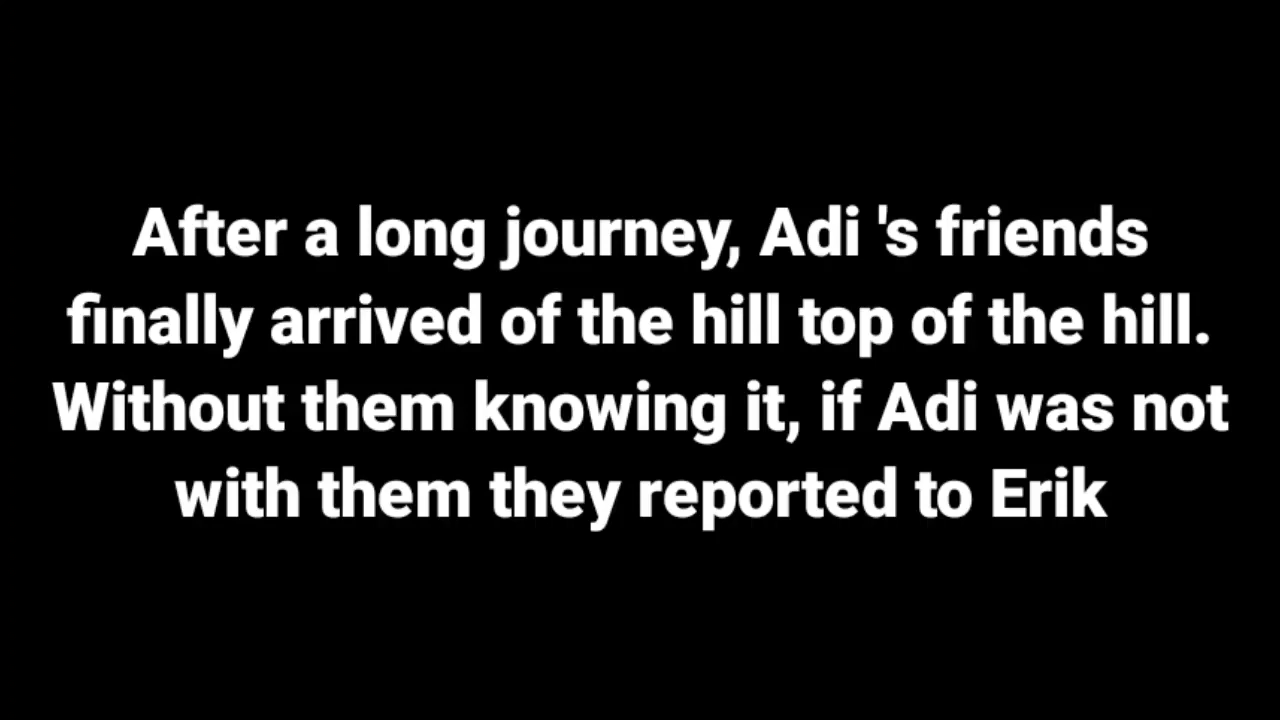 After a long journey, Adi 's friends
finally arrived of the hill top of the hill.
Without them knowing it, if Adi was not
with them they reported to Erik